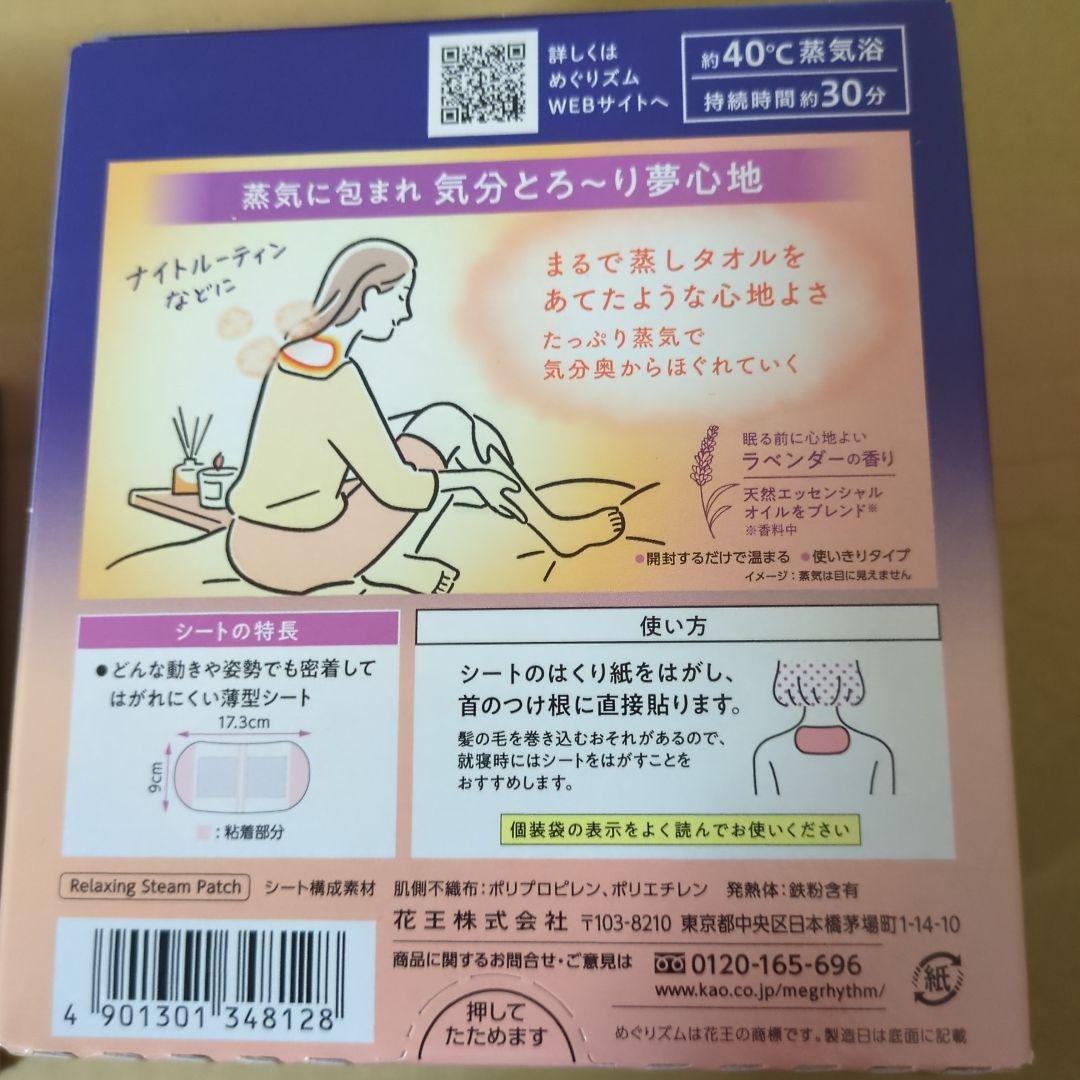 詳しくは
めぐりズム
WEBサイトへ
約40℃蒸気浴
持続時間約30分
蒸気に包まれ 気分とろ～り夢心地
ナイトルーティン
などに
まるで蒸しタオルを
あてたような心地よさ
たっぷり蒸気で
気分奥からほぐれていく
眠る前に心地よい
ラベンダーの香り
天然エッセンシャル
オイルをブレンド※
※香料中
●開封するだけで温まる ●使いきりタイプ
イメージ：蒸気は目に見えません
シートの特長
●どんな動きや姿勢でも密着して
はがれにくい薄型シート
17.3cm
9cm
：粘着部分
使い方
シートのはくり紙をはがし、
首のつけ根に直接貼ります。
髪の毛を巻き込むおそれがあるので、
就寝時にはシートをはがすことを
おすすめします。
個装袋の表示をよく読んでお使いください
Relaxing Steam Patch シート構成素材 肌側不織布：ポリプロピレン、ポリエチレン 発熱体：鉄粉含有
花王株式会社 〒103-8210 東京都中央区日本橋茅場町1-14-10
商品に関するお問合せ・ご意見は 0120-165-696
www.kao.co.jp/megrhythm/
紙
4 901301 348128
押して
たためます
めぐりズムは花王の商標です。製造日は底面に記載